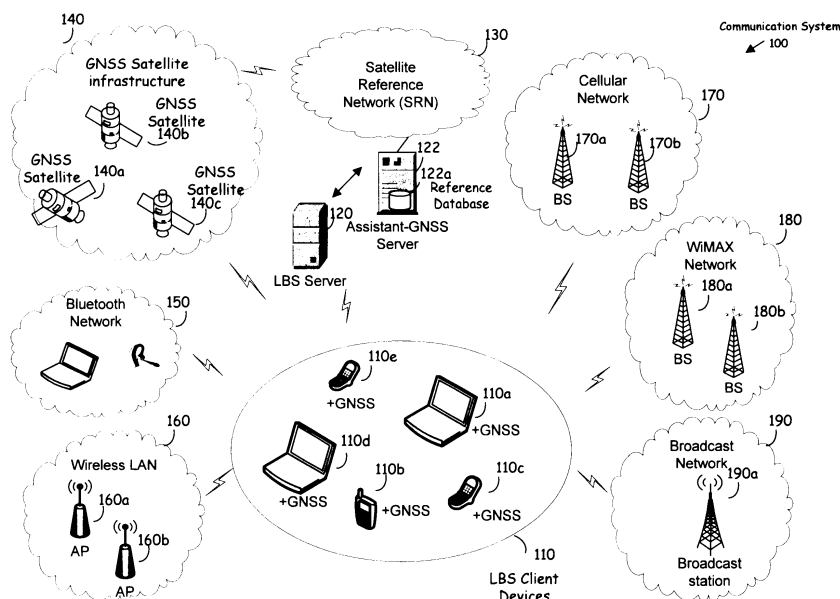 Communication System
100
140
GNSS Satellite
infrastructure
GNSS
Satellite
140b
GNSS
Satellite
140a
GNSS
Satellite
140c
130
Satellite
Reference
Network (SRN)
122
122a
Reference
Database
Assistant-GNSS
Server
120
LBS Server
170
Cellular
Network
170a
170b
BS
BS
180
WiMAX
Network
180a
180b
BS
BS
150
Bluetooth
Network
160
Wireless LAN
160a
160b
AP
AP
110e
+GNSS
110a
+GNSS
110d
+GNSS
110b
+GNSS
110c
+GNSS
110
LBS Client
Devices
190
Broadcast
Network
190a
Broadcast
station